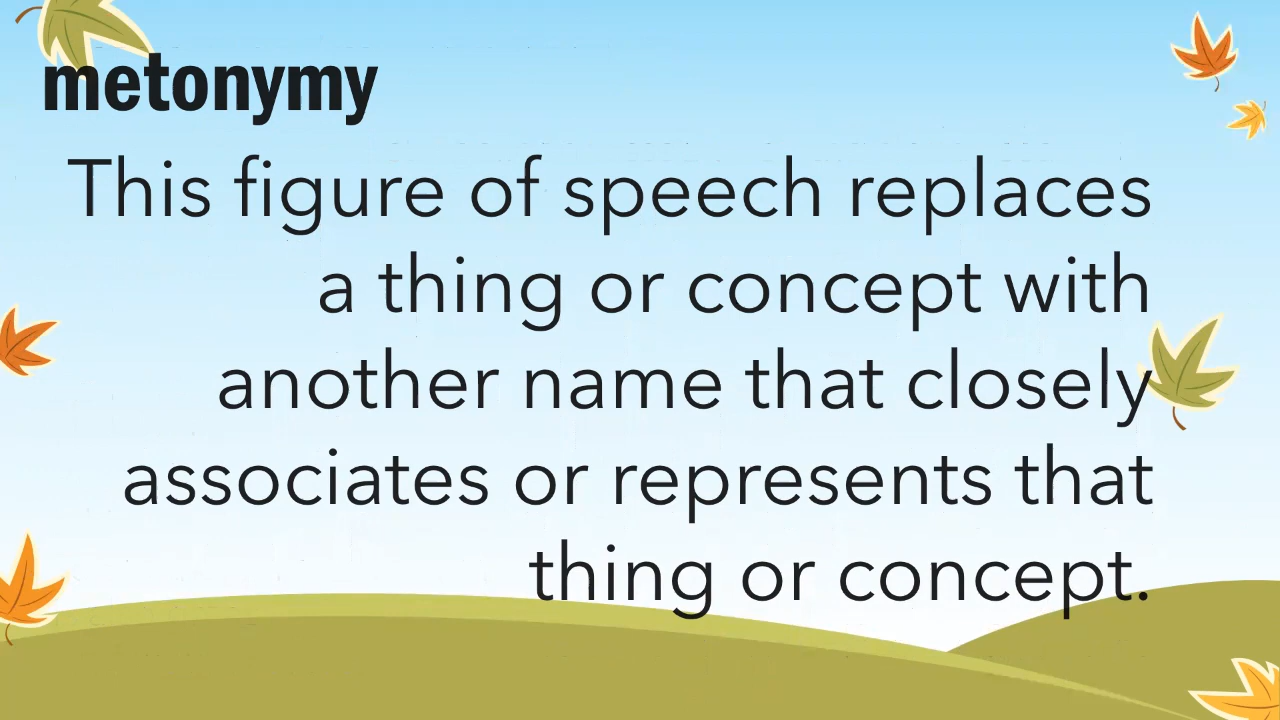 metonymy
This figure of speech replaces
a thing or concept with
another name that closely
associates or represents that
thing or concept.